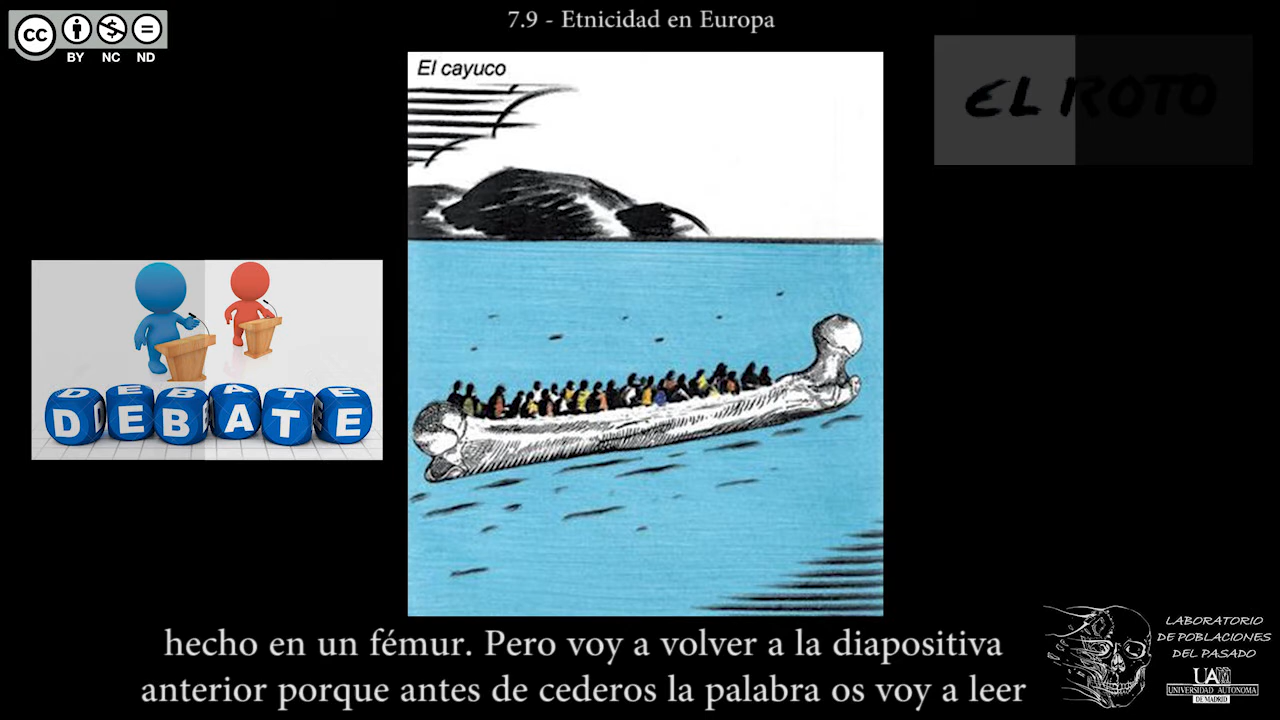 7.9 - Etnicidad en Europa
cc
BY NC ND
El cayuco
EL ROTO
DEBATE
DEBATE
hecho en un fémur. Pero voy a volver a la diapositiva
anterior porque antes de cederos la palabra os voy a leer
LABORATORIO
DE POBLACIONES
DEL PASADO
UAM
UNIVERSIDAD AUTONOMA
DE MADRID